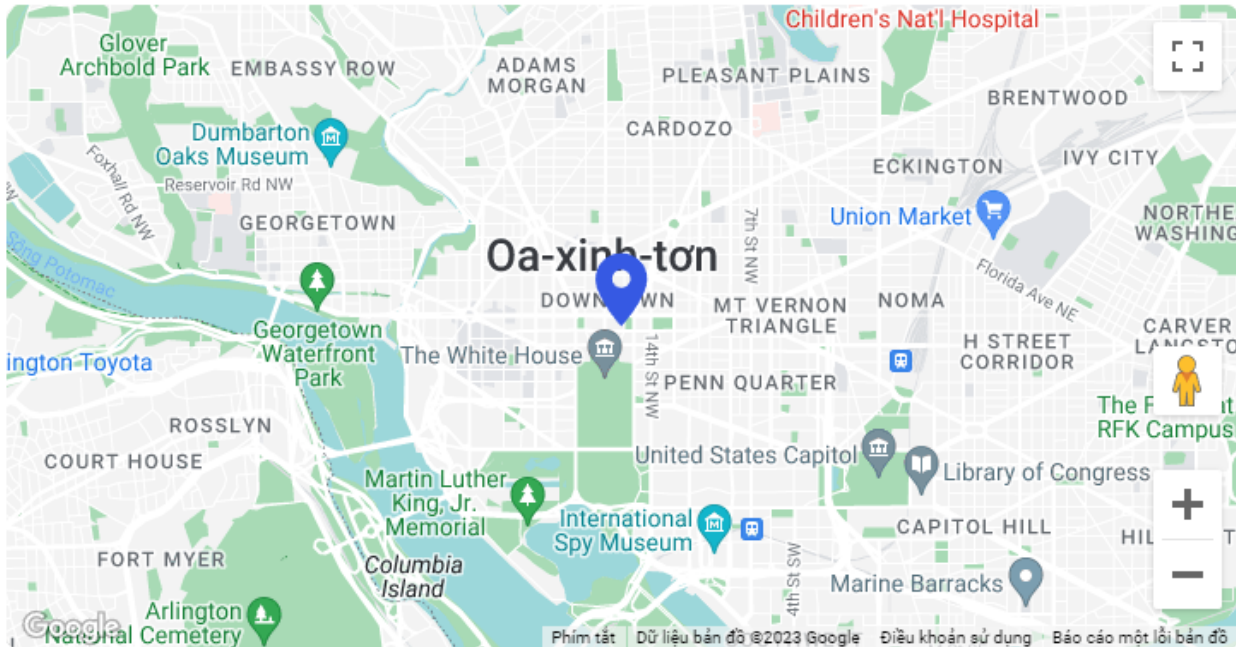 Children's Nat'l Hospital
Glover
Archbold Park
EMBASSY ROW
ADAMS
MORGAN
PLEASANT PLAINS
BRENTWOOD
CARDOZO
Dumbarton
Oaks Museum
Foxhall Rd NW
Reservoir Rd NW
ECKINGTON
IVY CITY
GEORGETOWN
7th St NW
Union Market
NORTHE
WASHING
Sông Potomac
Oa-xinh-tơn
Florida Ave NE
DOWNTOWN
MT VERNON
TRIANGLE
NOMA
Georgetown
Waterfront
Park
The White House
14th St NW
H STREET
CORRIDOR
CARVER
LANGSTO
ington Toyota
PENN QUARTER
The F at
RFK Campus
ROSSLYN
COURT HOUSE
United States Capitol
Library of Congress
Martin Luther
King, Jr.
Memorial
International
Spy Museum
CAPITOL HILL
HIL T
FORT MYER
Columbia
Island
4th St SW
Marine Barracks
Arlington
National Cemetery
Google
Phím tắt
Dữ liệu bản đồ ©2023 Google
Điều khoản sử dụng
Báo cáo một lỗi bản đồ